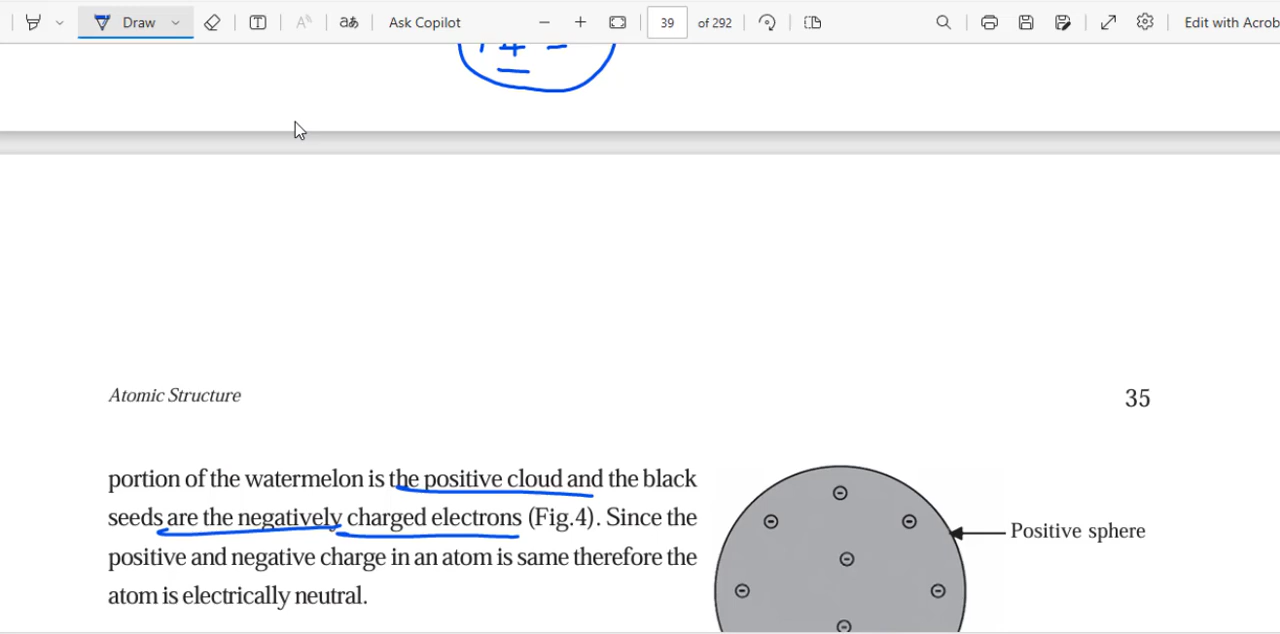 Draw
aあ
Ask Copilot
39 of 292
Edit with Acrob
Atomic Structure
35
portion of the watermelon is the positive cloud and the black
seeds are the negatively charged electrons (Fig.4). Since the
positive and negative charge in an atom is same therefore the
atom is electrically neutral.
Positive sphere